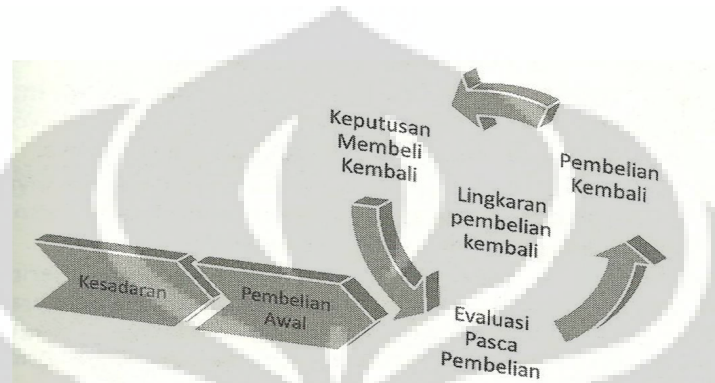 Kesadaran
Pembelian
Awal
Evaluasi
Pasca
Pembelian
Pembelian
Kembali
Keputusan
Membeli
Kembali
Lingkaran
pembelian
kembali